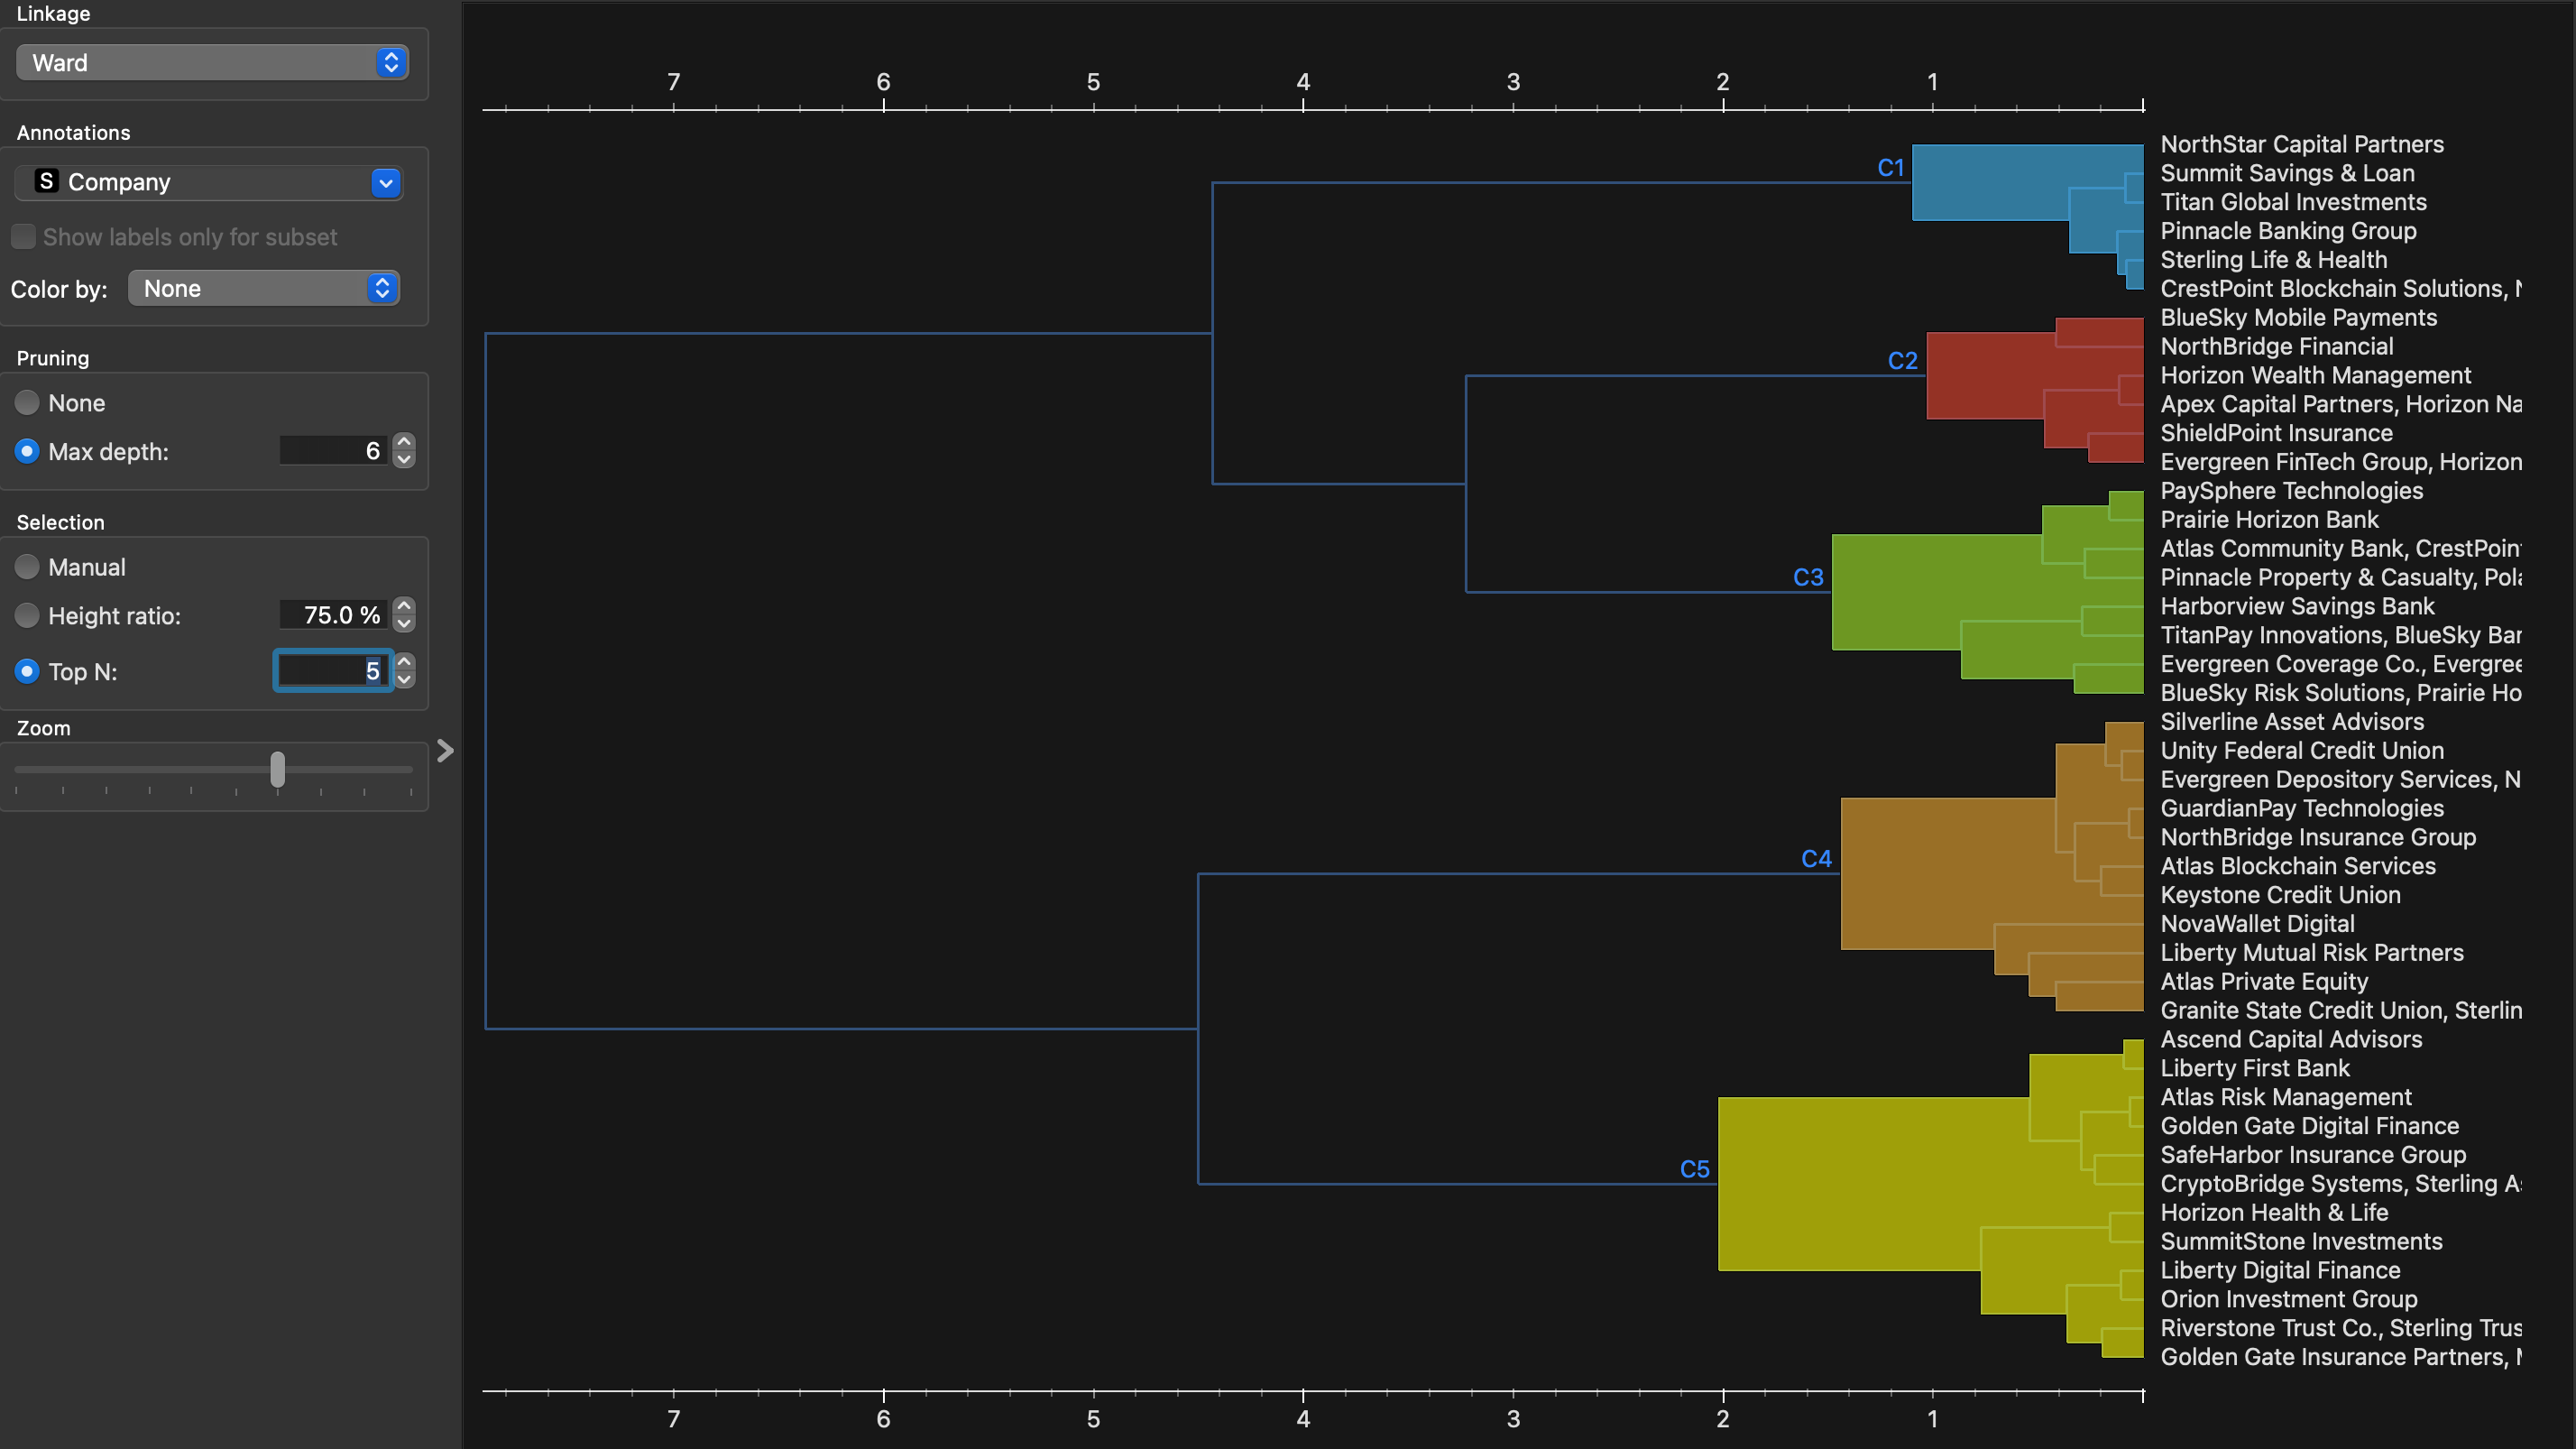 Linkage
Ward
Annotations
S Company
Show labels only for subset
Color by: None
Pruning
None
Max depth: 6
Selection
Manual
Height ratio: 75.0 %
Top N: 5
Zoom
7 6 5 4 3 2 1
C1
C2
C3
C4
C5
NorthStar Capital Partners
Summit Savings & Loan
Titan Global Investments
Pinnacle Banking Group
Sterling Life & Health
CrestPoint Blockchain Solutions,
BlueSky Mobile Payments
NorthBridge Financial
Horizon Wealth Management
Apex Capital Partners, Horizon Na
ShieldPoint Insurance
Evergreen FinTech Group, Horizon
PaySphere Technologies
Prairie Horizon Bank
Atlas Community Bank, CrestPoin
Pinnacle Property & Casualty, Pola
Harborview Savings Bank
TitanPay Innovations, BlueSky Ba
Evergreen Coverage Co., Evergree
BlueSky Risk Solutions, Prairie Ho
Silverline Asset Advisors
Unity Federal Credit Union
Evergreen Depository Services, N
GuardianPay Technologies
NorthBridge Insurance Group
Atlas Blockchain Services
Keystone Credit Union
NovaWallet Digital
Liberty Mutual Risk Partners
Atlas Private Equity
Granite State Credit Union, Sterlin
Ascend Capital Advisors
Liberty First Bank
Atlas Risk Management
Golden Gate Digital Finance
SafeHarbor Insurance Group
CryptoBridge Systems, Sterling A
Horizon Health & Life
SummitStone Investments
Liberty Digital Finance
Orion Investment Group
Riverstone Trust Co., Sterling Trus
Golden Gate Insurance Partners,
7 6 5 4 3 2 1